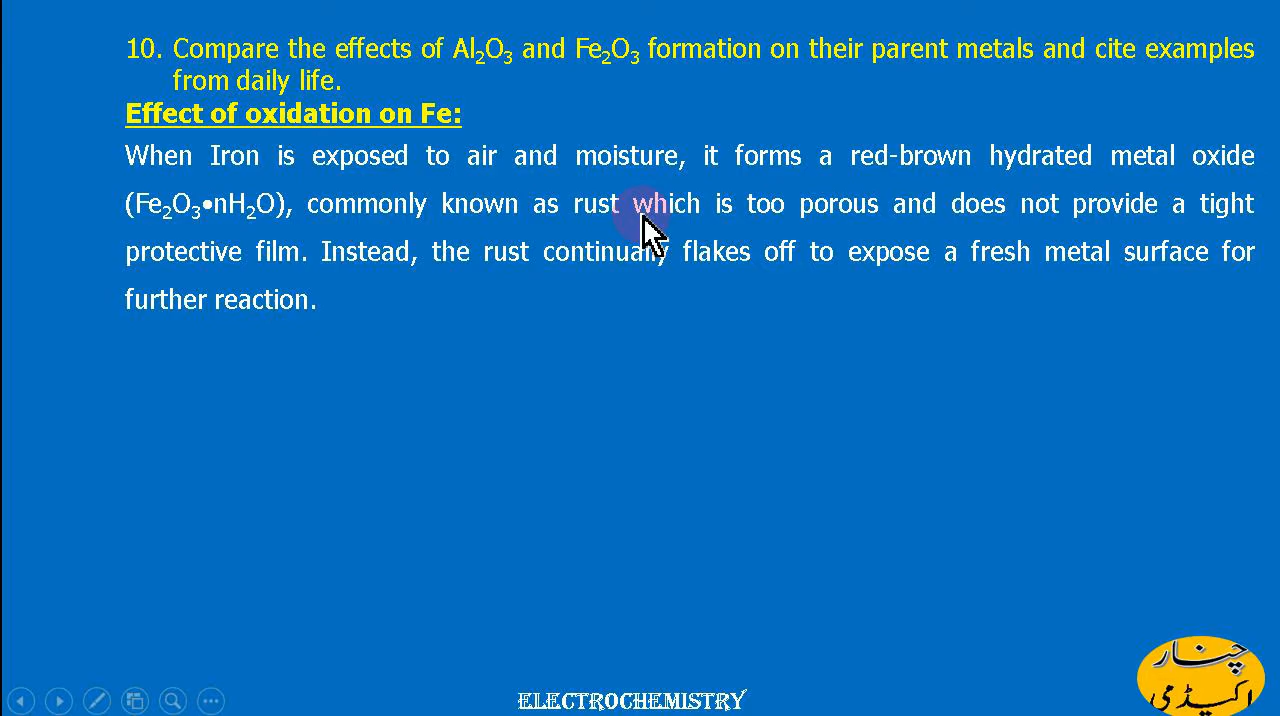 10. Compare the effects of Al₂O₃ and Fe₂O₃ formation on their parent metals and cite examples
from daily life.
Effect of oxidation on Fe:
When Iron is exposed to air and moisture, it forms a red-brown hydrated metal oxide
(Fe₂O₃•nH₂O), commonly known as rust which is too porous and does not provide a tight
protective film. Instead, the rust continually flakes off to expose a fresh metal surface for
further reaction.
ELECTROCHEMISTRY
چنار
اکیڈمی